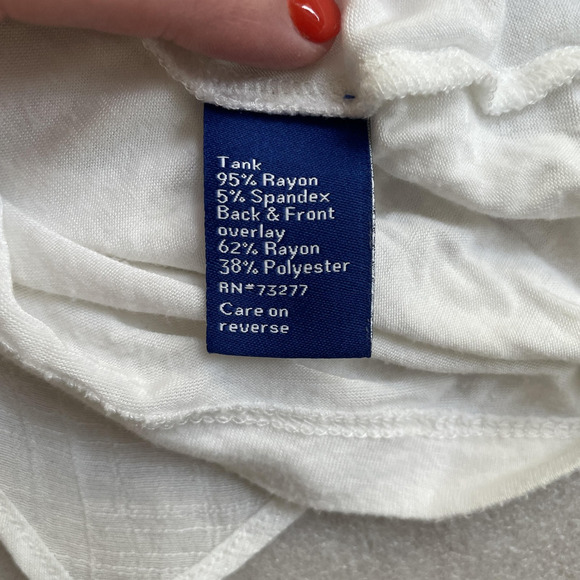 Tank
95% Rayon
5% Spandex
Back & Front
overlay
62% Rayon
38% Polyester
RN#73277
Care on
reverse